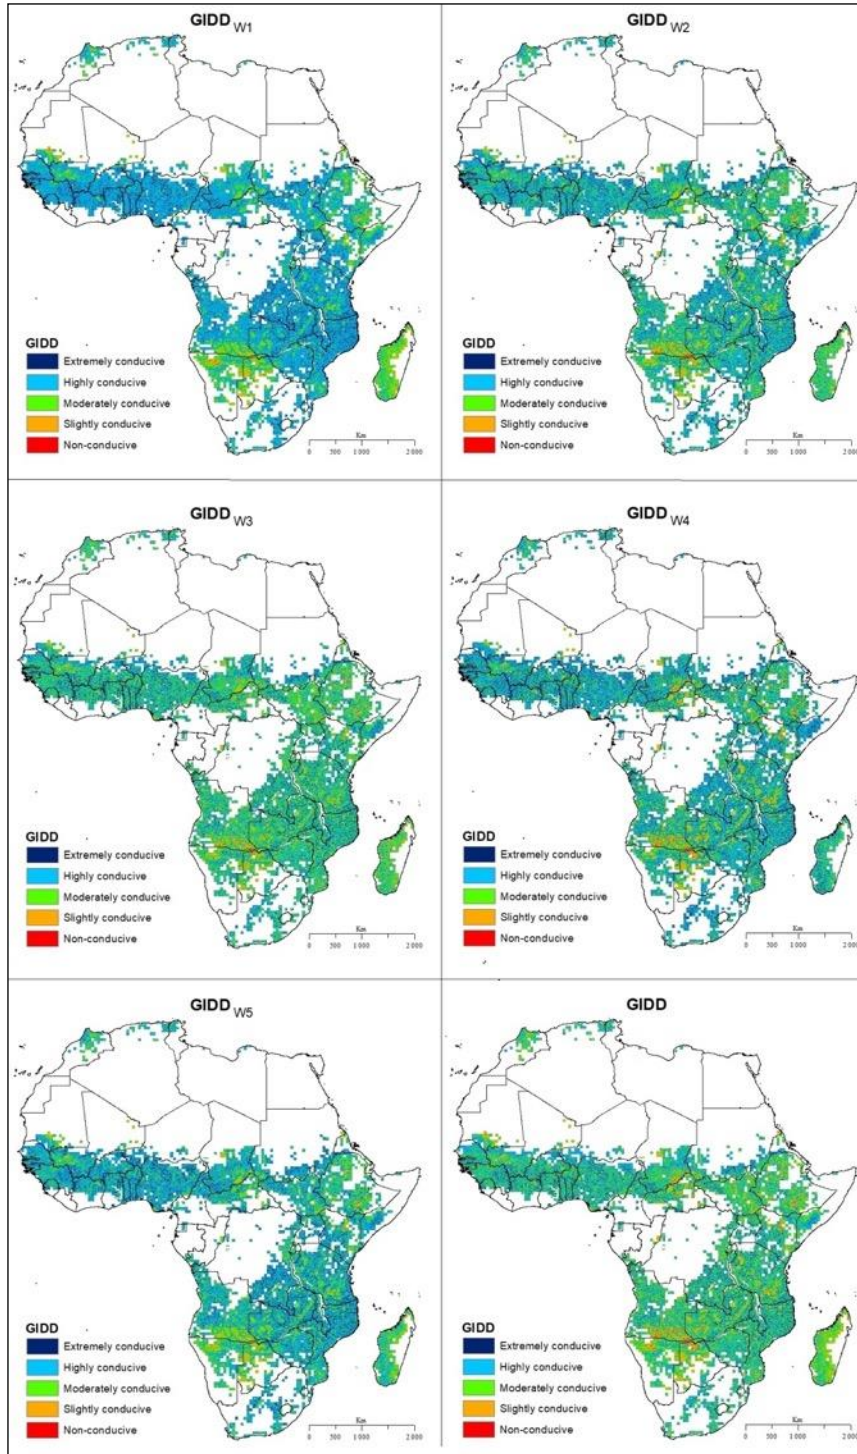 GIDD W1
GIDD
Extremely conducive
Highly conducive
Moderately conducive
Slightly conducive
Non-conducive
Km
0 500 1 000 2 000
GIDD W2
GIDD
Extremely conducive
Highly conducive
Moderately conducive
Slightly conducive
Non-conducive
Km
0 500 1 000 2 000
GIDD W3
GIDD
Extremely conducive
Highly conducive
Moderately conducive
Slightly conducive
Non-conducive
Km
0 500 1 000 2 000
GIDD W4
GIDD
Extremely conducive
Highly conducive
Moderately conducive
Slightly conducive
Non-conducive
Km
0 500 1 000 2 000
GIDD W5
GIDD
Extremely conducive
Highly conducive
Moderately conducive
Slightly conducive
Non-conducive
Km
0 500 1 000 2 000
GIDD
GIDD
Extremely conducive
Highly conducive
Moderately conducive
Slightly conducive
Non-conducive
Km
0 500 1 000 2 000